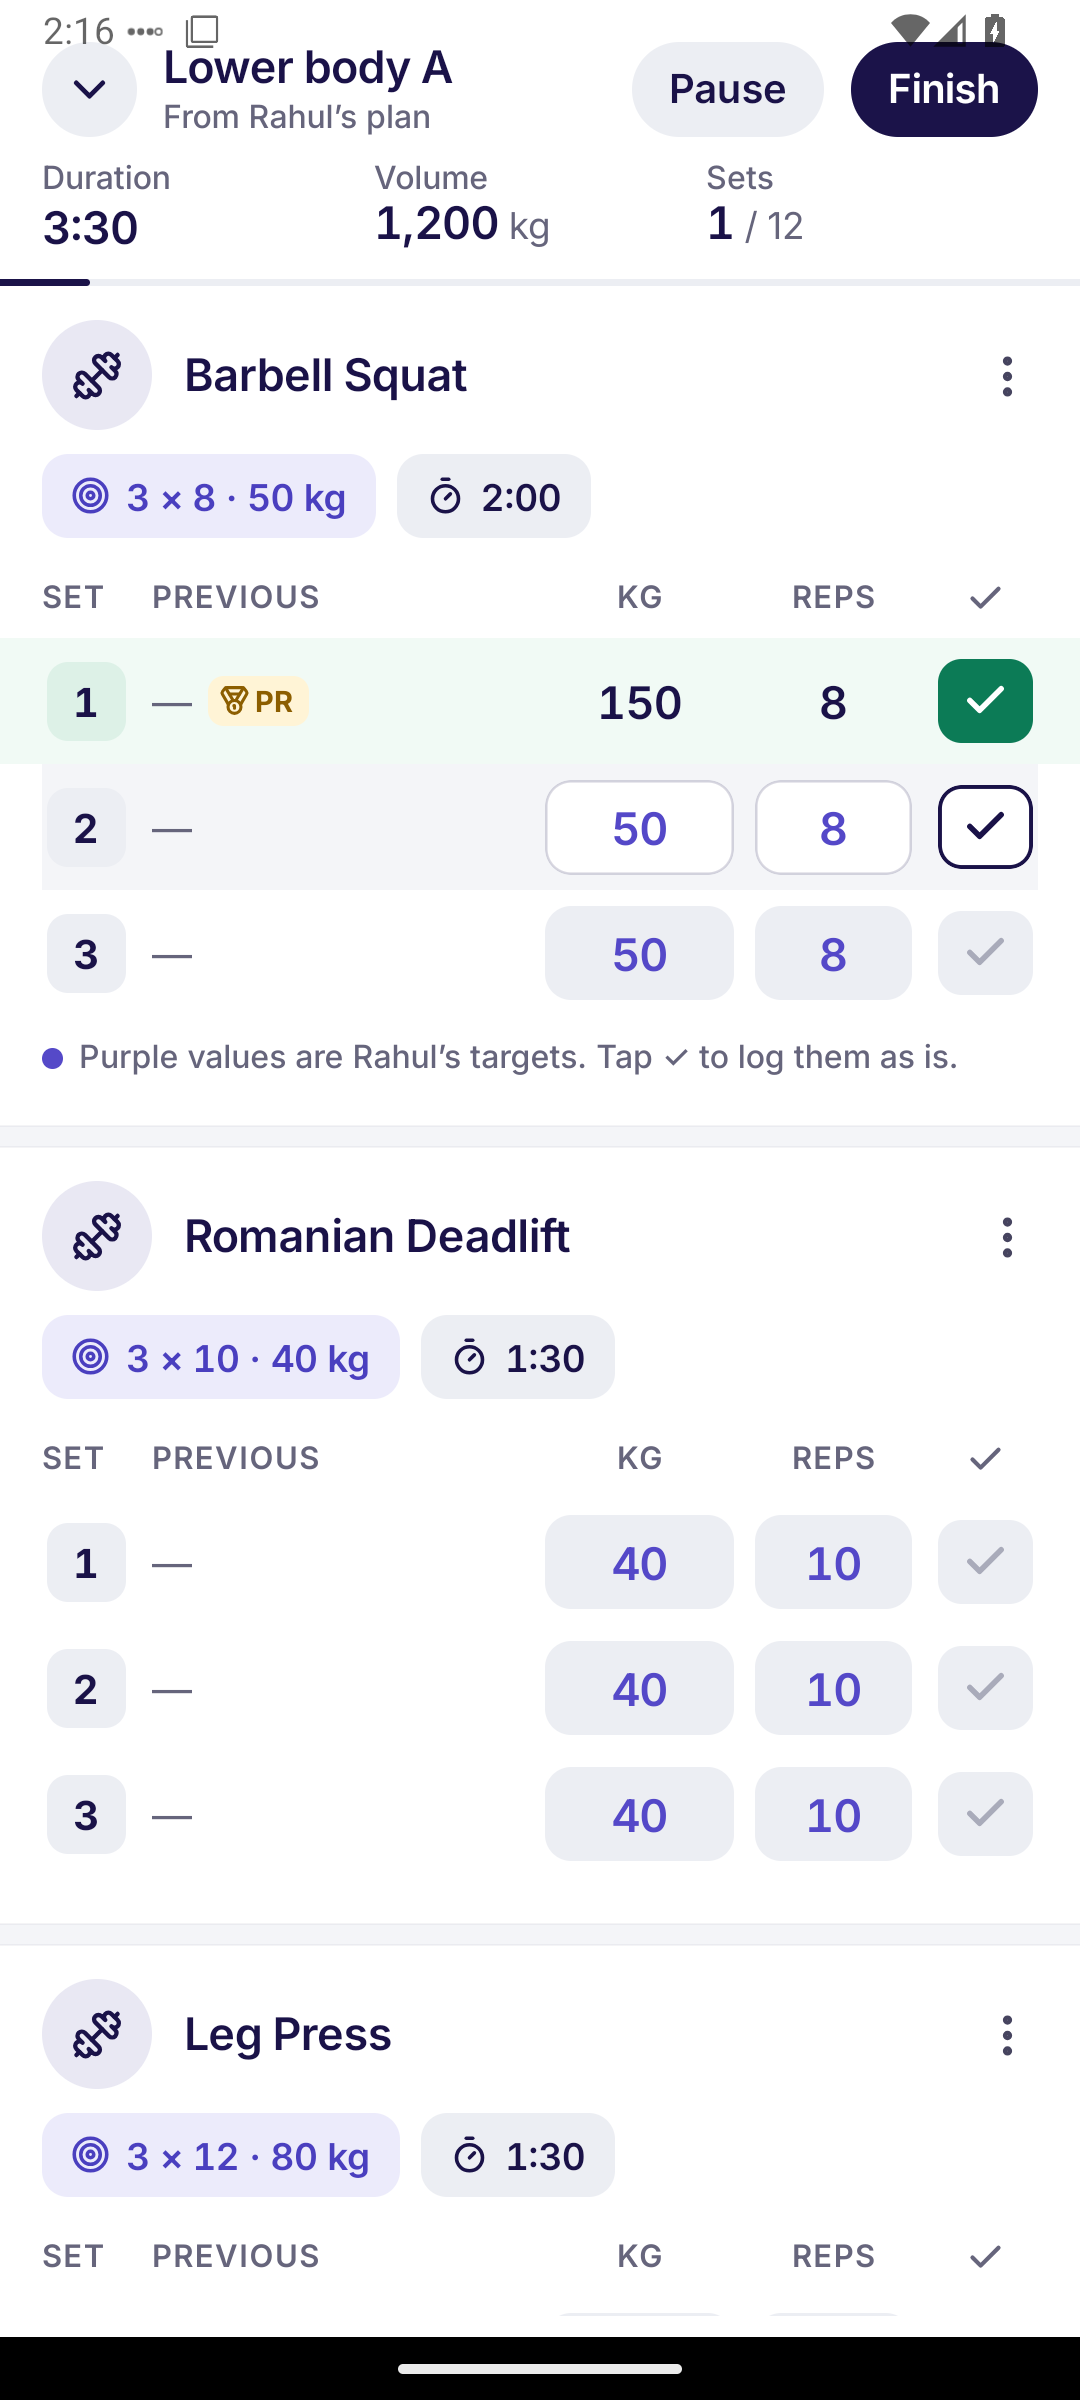 2:16
Lower body A
From Rahul’s plan
Pause
Finish
Duration
3:30
Volume
1,200 kg
Sets
1 / 12
Barbell Squat
3 × 8 · 50 kg
2:00
SET PREVIOUS KG REPS ✓
1 — PR 150 8 ✓
2 — 50 8 ✓
3 — 50 8 ✓
Purple values are Rahul’s targets. Tap ✓ to log them as is.
Romanian Deadlift
3 × 10 · 40 kg
1:30
SET PREVIOUS KG REPS ✓
1 — 40 10 ✓
2 — 40 10 ✓
3 — 40 10 ✓
Leg Press
3 × 12 · 80 kg
1:30
SET PREVIOUS KG REPS ✓